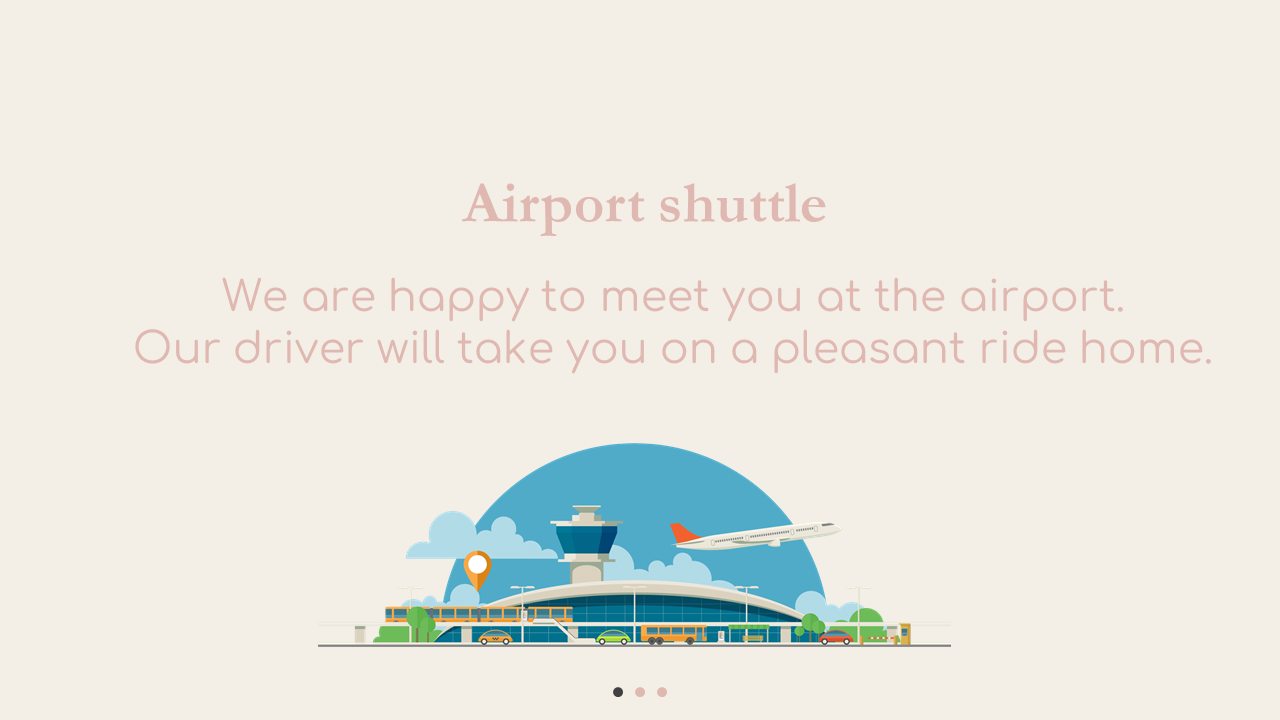 Airport shuttle
We are happy to meet you at the airport.
Our driver will take you on a pleasant ride home.